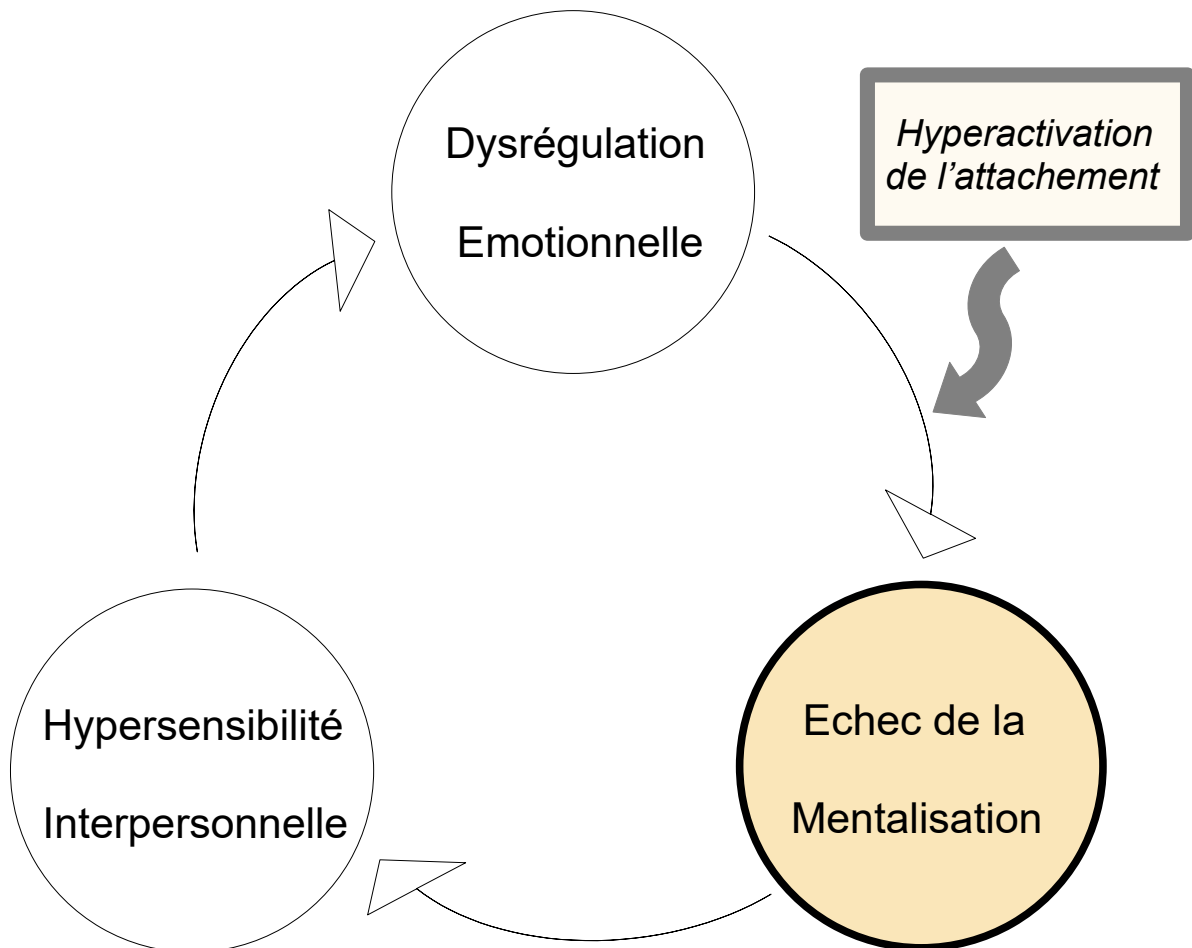 Dysrégulation
Emotionnelle
Hyperactivation
de l’attachement
Hypersensibilité
Interpersonnelle
Echec de la
Mentalisation